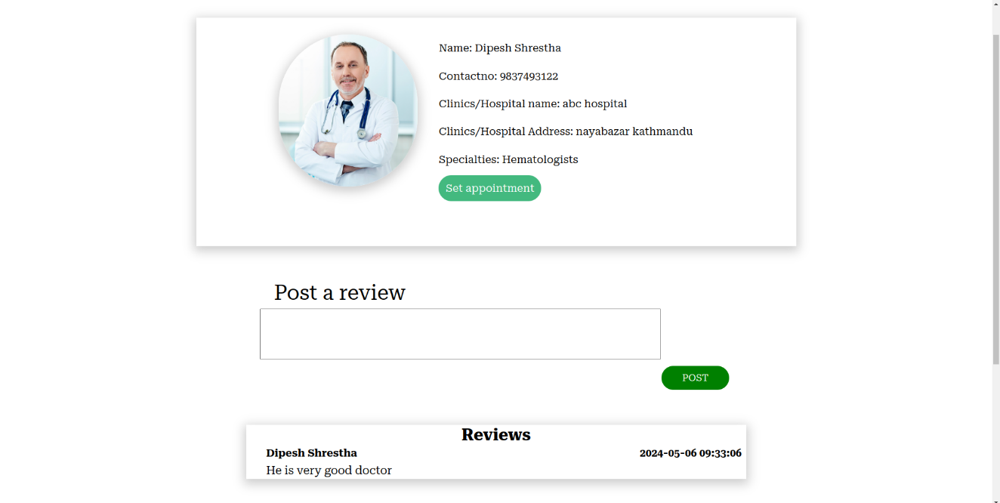 Name: Dipesh Shrestha
Contactno: 9837493122
Clinics/Hospital name: abc hospital
Clinics/Hospital Address: nayabazar kathmandu
Specialties: Hematologists
Set appointment
Post a review
POST
Reviews
Dipesh Shrestha 2024-05-06 09:33:06
He is very good doctor